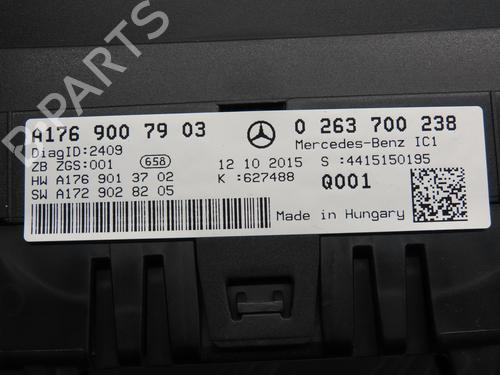 A176 900 79 03
0 263 700 238
DiagID:2409
Mercedes-Benz IC1
ZB ZGS:001
658
12 10 2015
S :4415150195
HW A176 901 37 02
K :627488
Q001
SW A172 902 82 05
Made in Hungary
B-PARTS